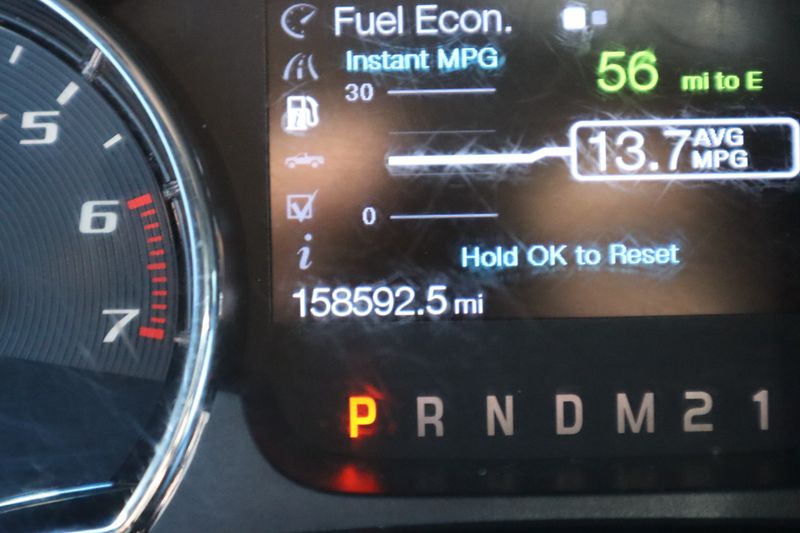 Fuel Econ.
Instant MPG
56 mi to E
30
13.7 AVG MPG
0
Hold OK to Reset
158592.5 mi
5
6
7
P R N D M 2 1